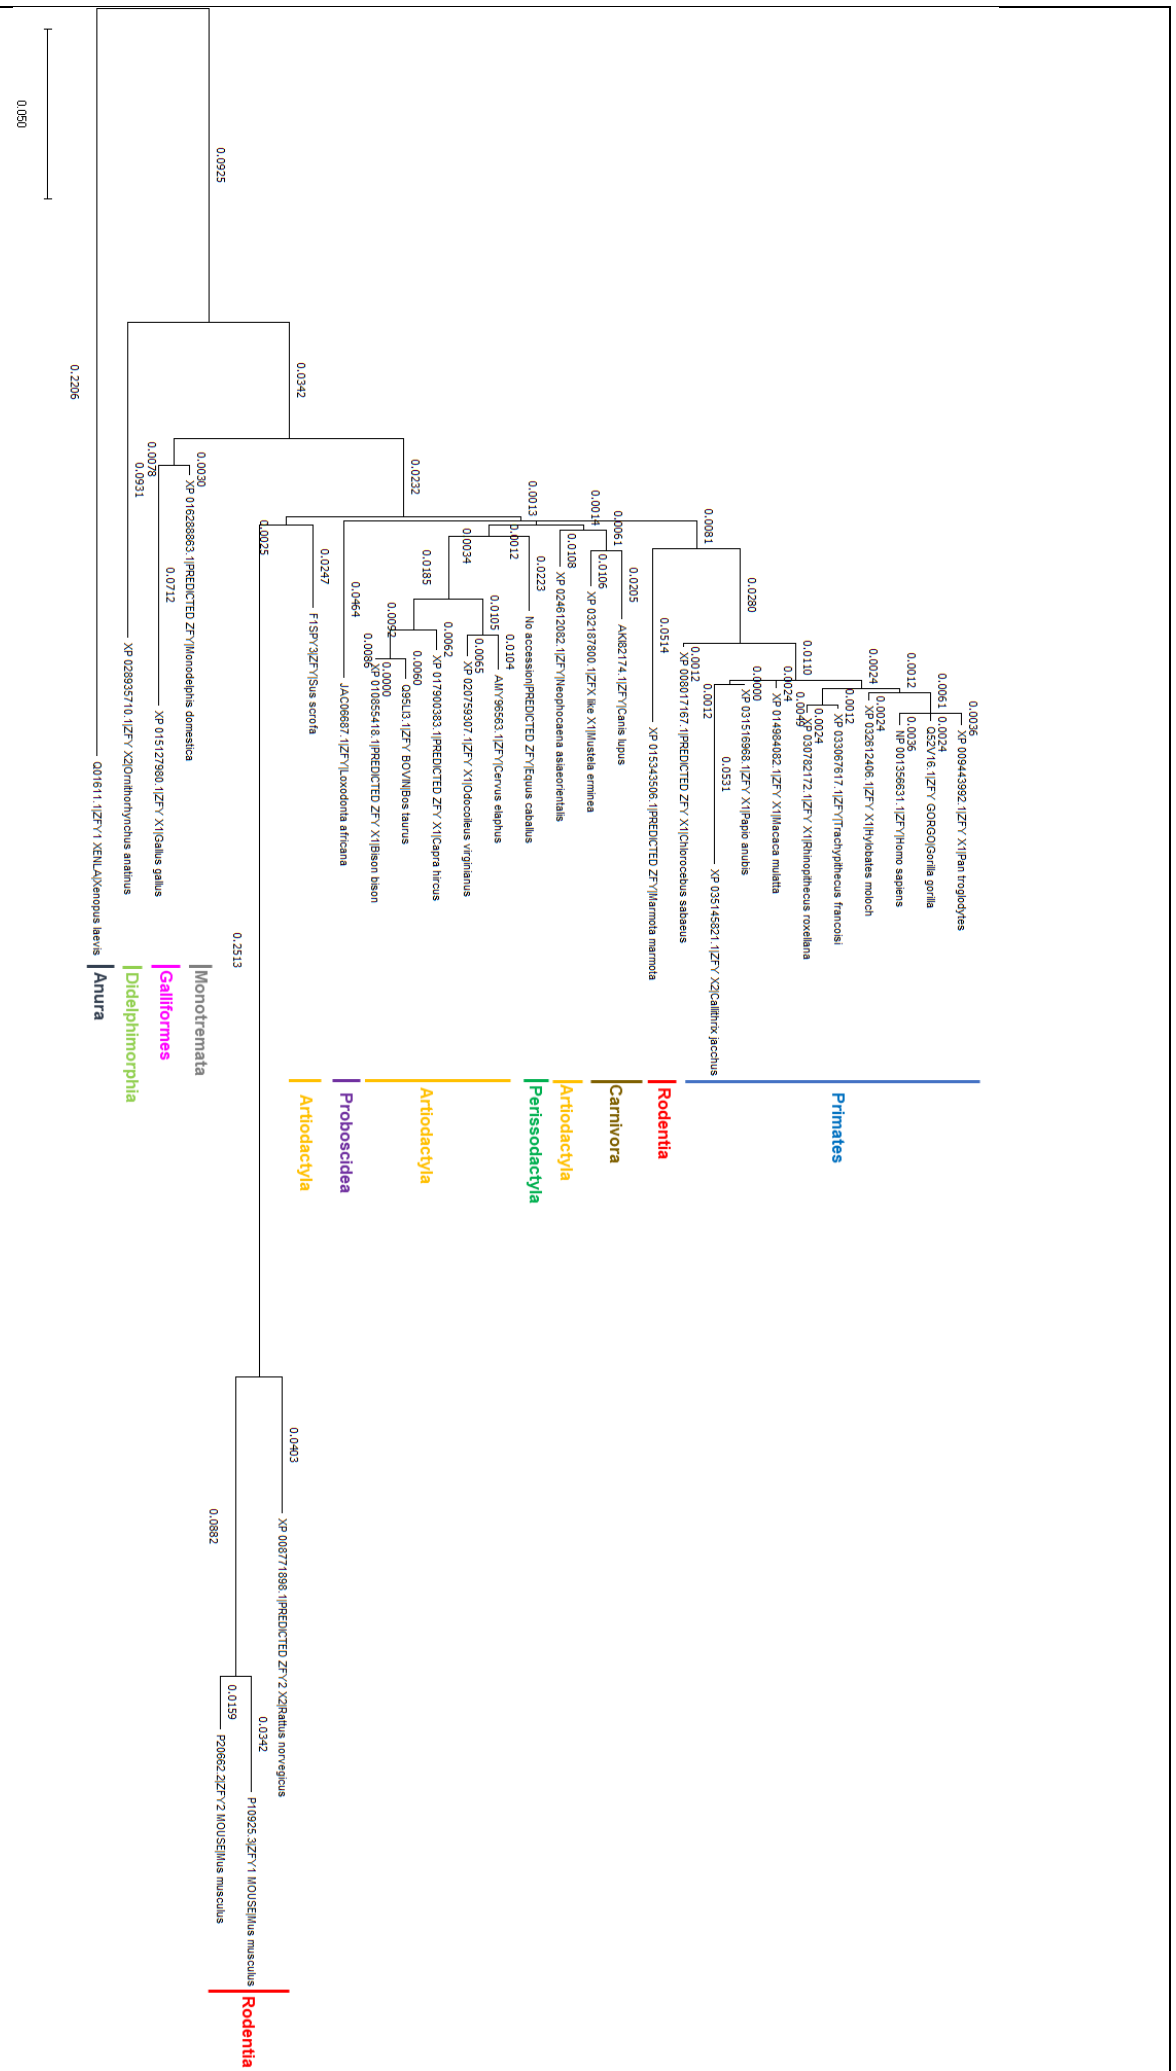 XP 009443992.1|ZFY X1|Pan troglodytes
Q52V16.1|ZFY GORGO|Gorilla gorilla
NP 001356631.1|ZFY|Homo sapiens
XP 032612406.1|ZFY X1|Hylobates moloch
XP 033067617.1|ZFY|Trachypithecus francoisi
XP 030782172.1|ZFY X1|Rhinopithecus roxellana
XP 014984082.1|ZFY X1|Macaca mulatta
XP 031516968.1|ZFY X1|Papio anubis
XP 035145821.1|ZFY X2|Callithrix jacchus
XP 008017167.1|PREDICTED ZFY X1|Chlorocebus sabaeus
XP 015343506.1|PREDICTED ZFY|Marmota marmota
AKI82174.1|ZFY|Canis lupus
XP 032187800.1|ZFX like X1|Mustela erminea
XP 024612082.1|ZFY|Neophocaena asiaeorientalis
No accession|PREDICTED ZFY|Equus caballus
AMY96563.1|ZFY|Cervus elaphus
XP 020759307.1|ZFY X1|Odocoileus virginianus
XP 017900383.1|PREDICTED ZFY X1|Capra hircus
Q95LI3.1|ZFY BOVIN|Bos taurus
XP 010855418.1|PREDICTED ZFY X1|Bison bison
JAC06687.1|ZFY|Loxodonta africana
F1SPY3|ZFY|Sus scrofa
XP 008771898.1|PREDICTED ZFY2 X2|Rattus norvegicus
P10925.3|ZFY1 MOUSE|Mus musculus
P20662.2|ZFY2 MOUSE|Mus musculus
XP 016288863.1|PREDICTED ZFY|Monodelphis domestica
XP 015127980.1|ZFY X1|Gallus gallus
XP 028935710.1|ZFY X2|Ornithorhynchus anatinus
Q01611.1|ZFY1 XENLA|Xenopus laevis
Primates
Rodentia
Carnivora
Artiodactyla
Perissodactyla
Artiodactyla
Proboscidea
Artiodactyla
Rodentia
Monotremata
Galliformes
Didelphimorphia
Anura
0.0036
0.0024
0.0061
0.0036
0.0012
0.0024
0.0024
0.0012
0.0024
0.0049
0.0110
0.0024
0.0000
0.0531
0.0012
0.0012
0.0280
0.0081
0.0514
0.0205
0.0061
0.0106
0.0014
0.0108
0.0013
0.0223
0.0012
0.0104
0.0105
0.0065
0.0034
0.0185
0.0062
0.0060
0.0092
0.0000
0.0086
0.0232
0.0464
0.0247
0.0025
0.0403
0.0342
0.0159
0.0882
0.2513
0.0342
0.0030
0.0712
0.0078
0.0931
0.0925
0.2206
0.050